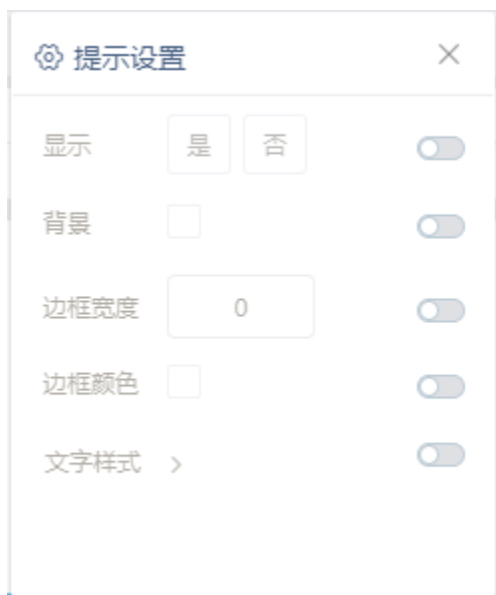 提示设置
显示 是 否
背景
边框宽度 0
边框颜色
文字样式